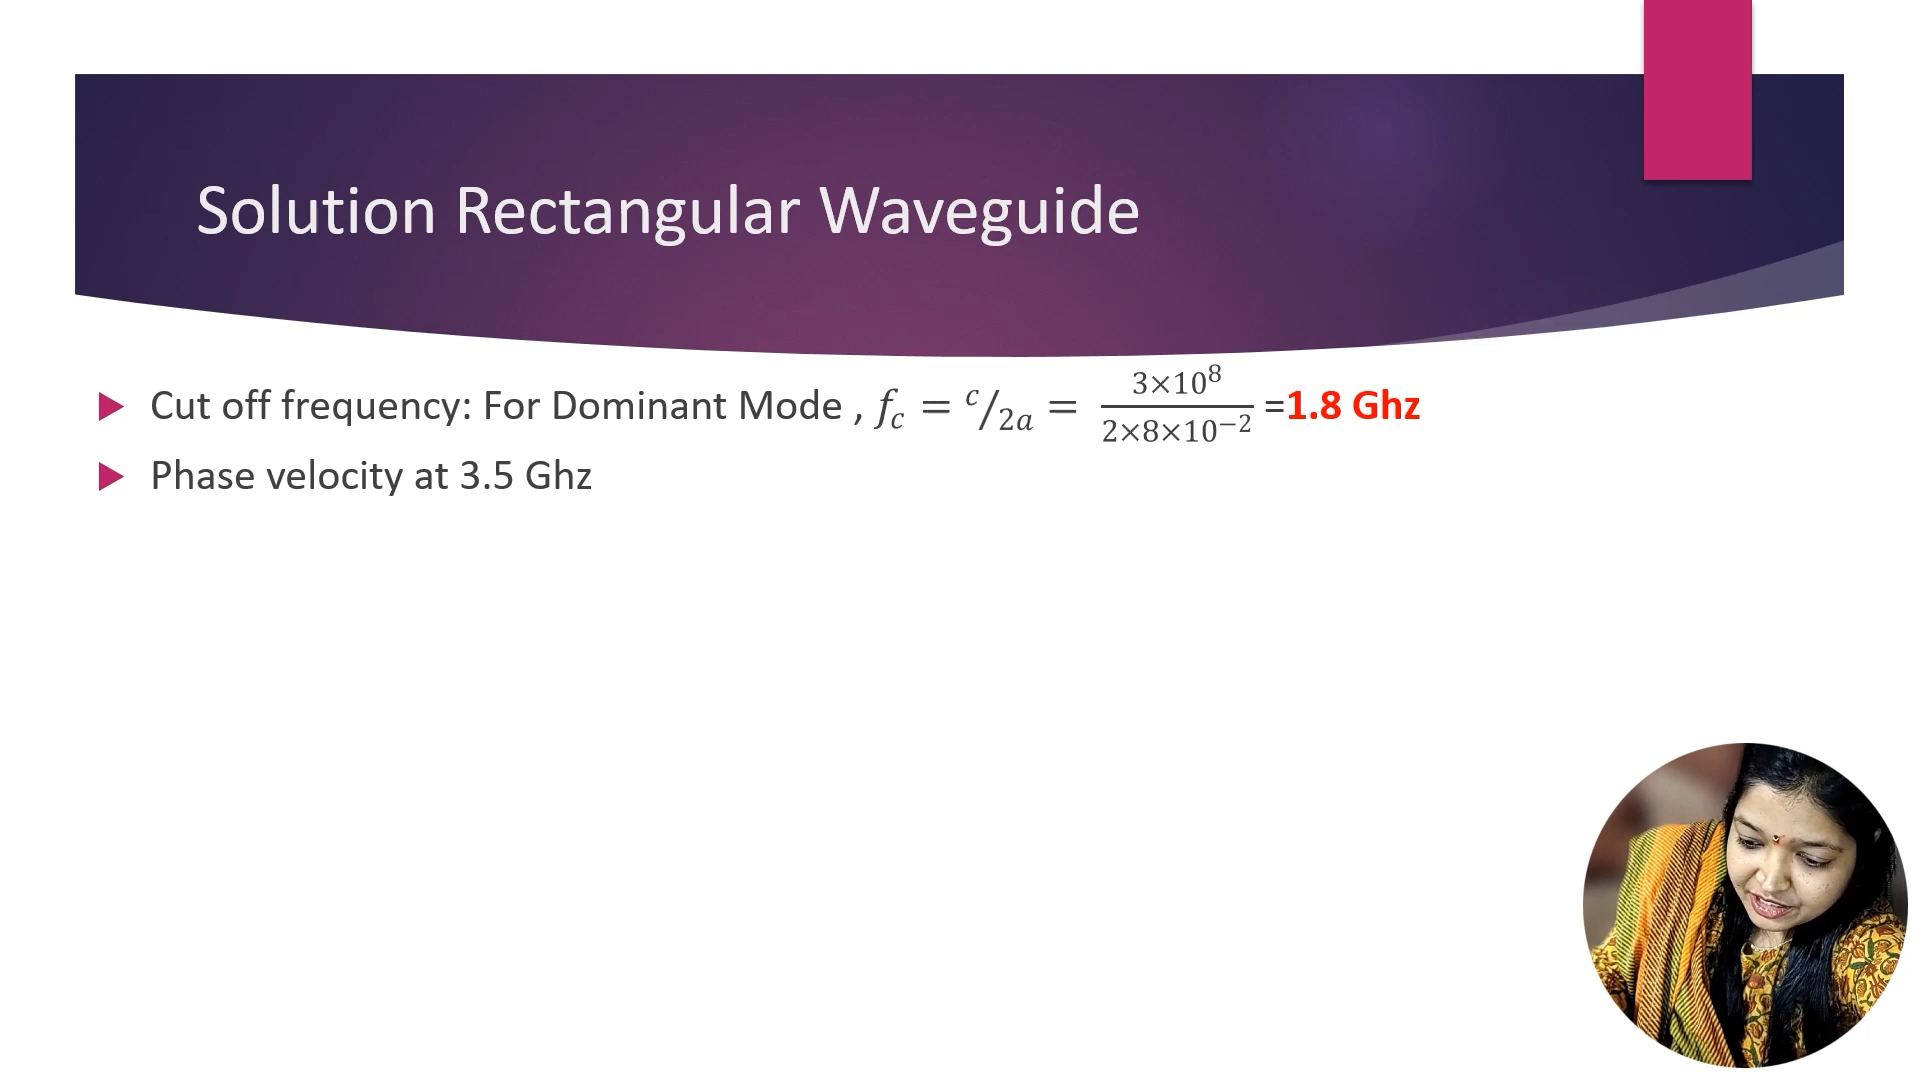 Solution Rectangular Waveguide
Cut off frequency: For Dominant Mode , f_c = c/2a = \frac{3×10^8}{2×8×10^{−2}} =1.8 Ghz
Phase velocity at 3.5 Ghz